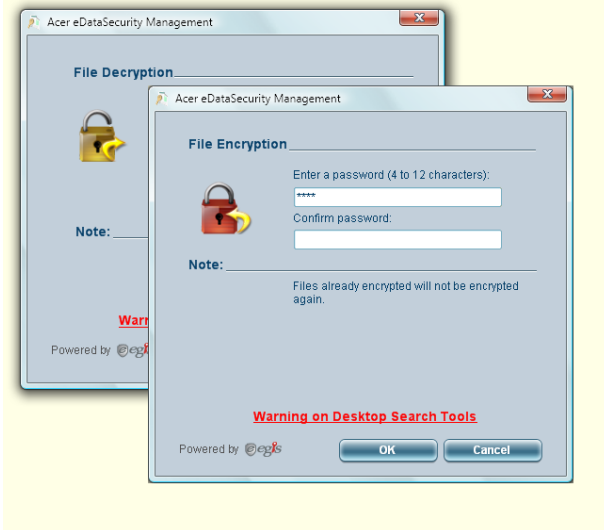 Acer eDataSecurity Management
File Decryption
Note:
Warn
Powered by egi
Acer eDataSecurity Management
File Encryption
Enter a password (4 to 12 characters):
****
Confirm password:
Note:
Files already encrypted will not be encrypted
again.
Warning on Desktop Search Tools
Powered by egis
OK
Cancel